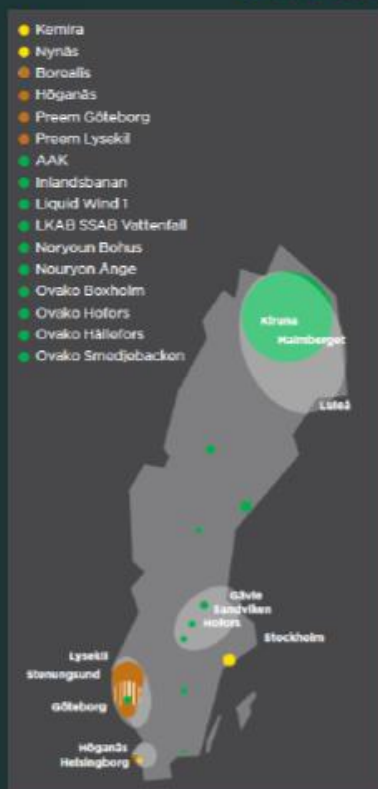 Kemira
Nynäs
Borealis
Höganäs
Preem Göteborg
Preem Lysekil
AAK
Inlandsbanan
Liquid Wind 1
LKAB SSAB Vattenfall
Noryoun Bohus
Nouryon Ånge
Ovako Boxholm
Ovako Hofors
Ovako Hällefors
Ovako Smedjebacken
Kiruna
Malmberget
Luleå
Gävle
Sandviken
Hofors
Stockholm
Lysekil
Stenungsund
Göteborg
Höganäs
Helsingborg